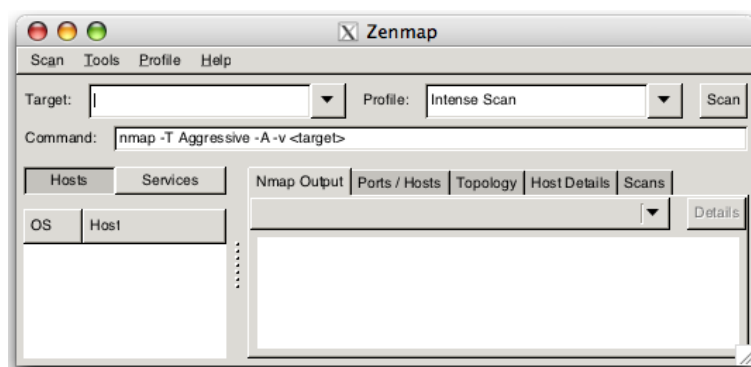 X Zenmap
Scan Tools Profile Help
Target: Profile: Intense Scan Scan
Command: nmap -T Aggressive -A -v <target>
Hosts Services Nmap Output Ports / Hosts Topology Host Details Scans
Details
OS Host